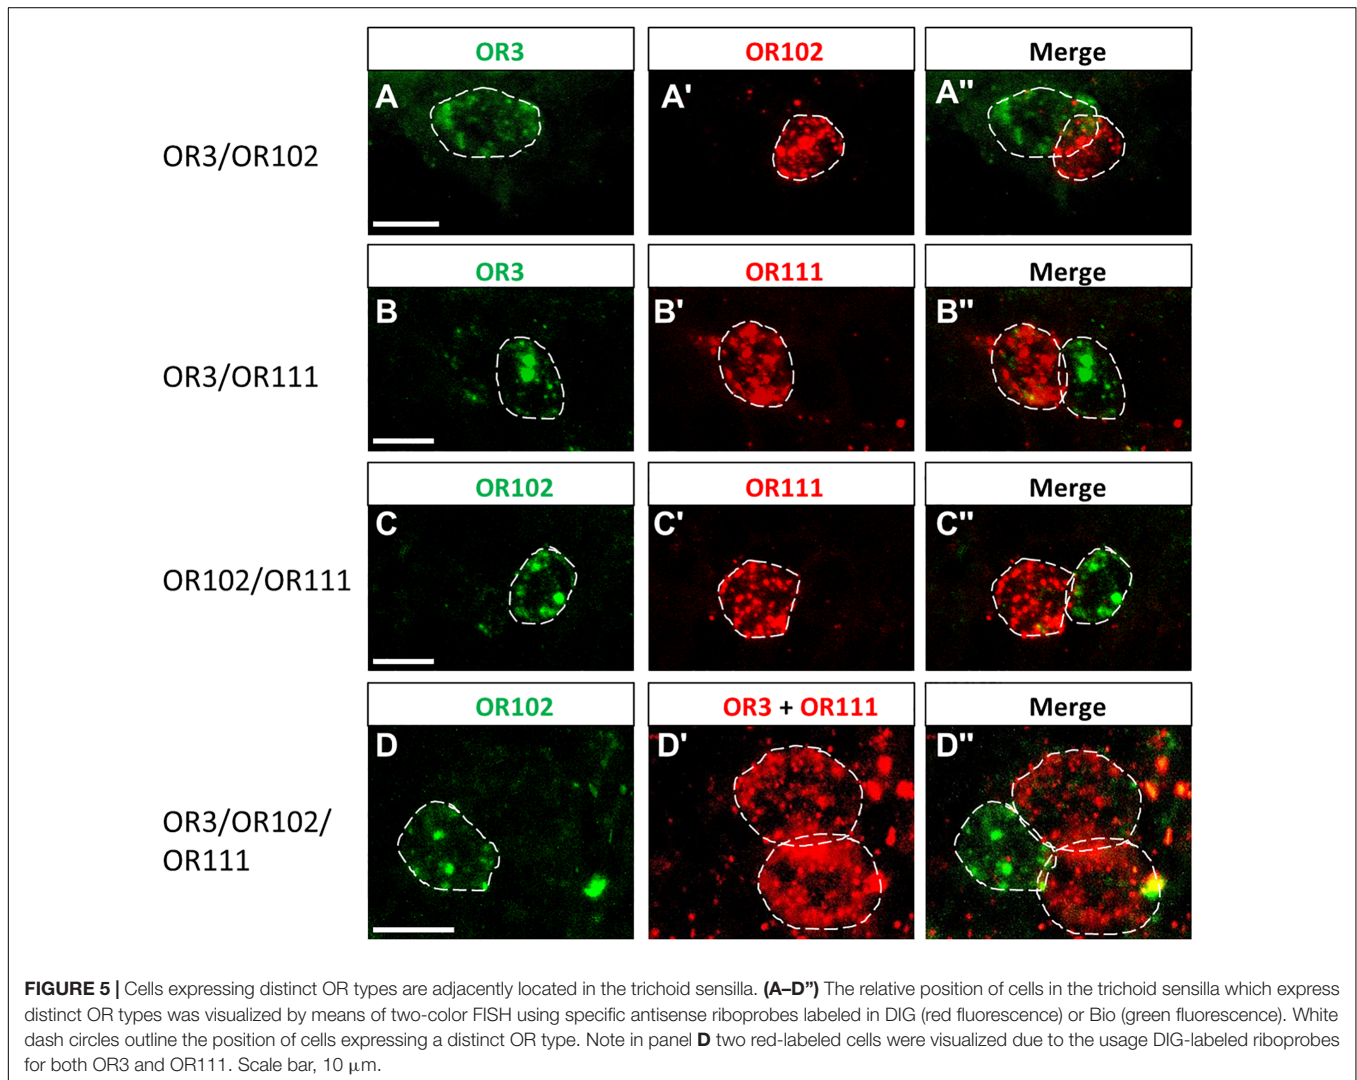 OR3 OR102 Merge
OR3/OR102
A A' A"
OR3 OR111 Merge
OR3/OR111
B B' B"
OR102 OR111 Merge
OR102/OR111
C C' C"
OR102 OR3 + OR111 Merge
OR3/OR102/
OR111
D D' D"
FIGURE 5 | Cells expressing distinct OR types are adjacently located in the trichoid sensilla. (A–D”) The relative position of cells in the trichoid sensilla which express
distinct OR types was visualized by means of two-color FISH using specific antisense riboprobes labeled in DIG (red fluorescence) or Bio (green fluorescence). White
dash circles outline the position of cells expressing a distinct OR type. Note in panel D two red-labeled cells were visualized due to the usage DIG-labeled riboprobes
for both OR3 and OR111. Scale bar, 10 μm.